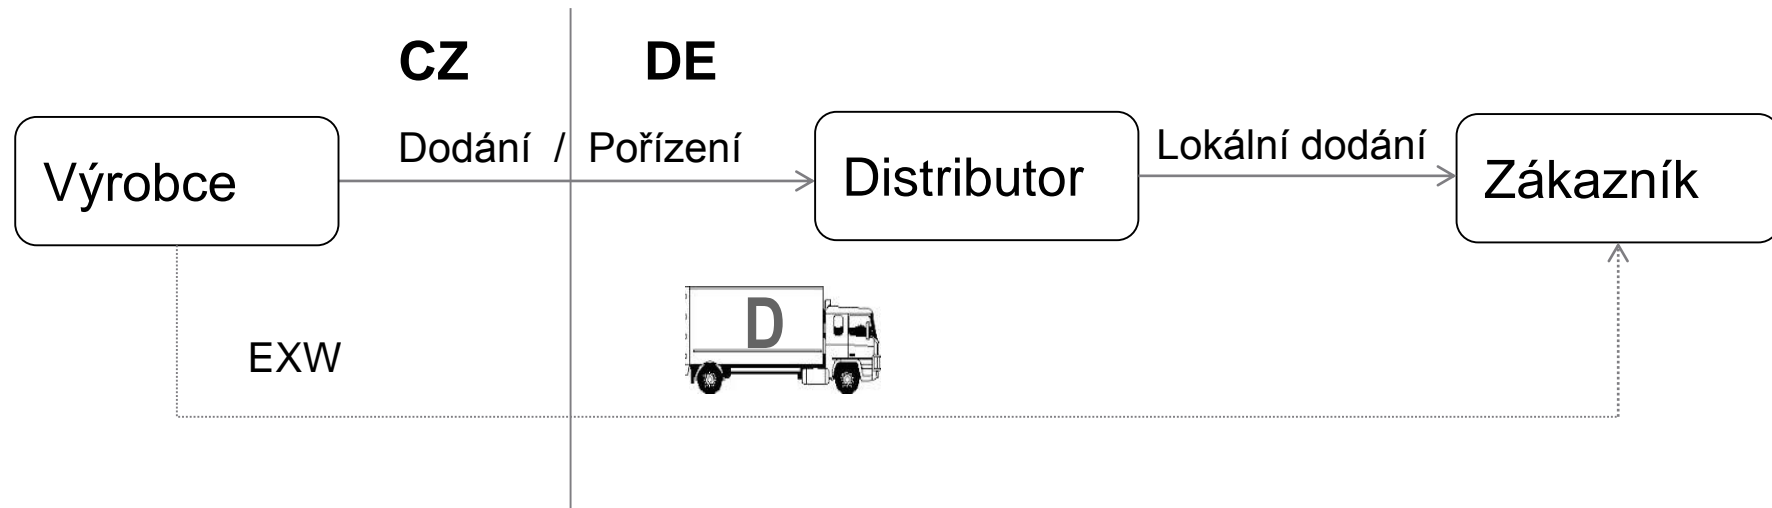 CZ
DE
Dodání / Pořízení
Lokální dodání
Výrobce
Distributor
Zákazník
D
EXW